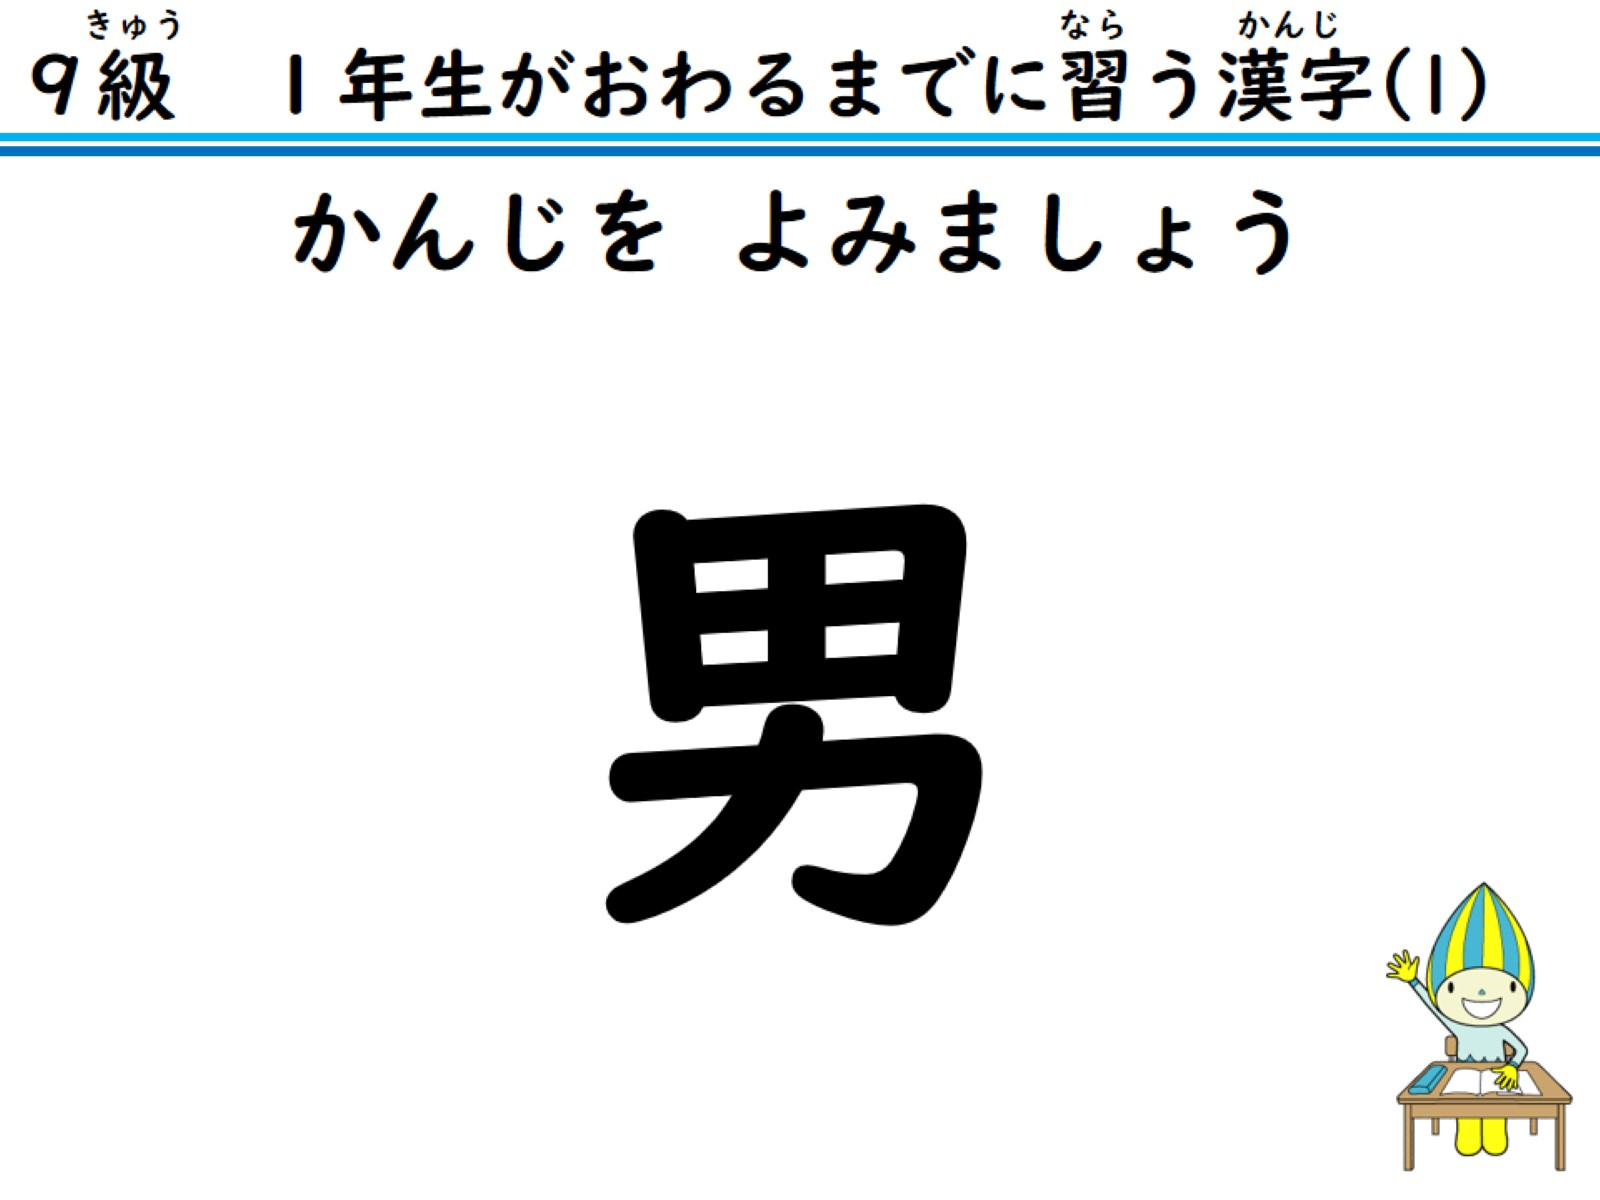 きゅう なら かんじ
9級 1年生がおわるまでに習う漢字(1)
かんじを よみましょう
男